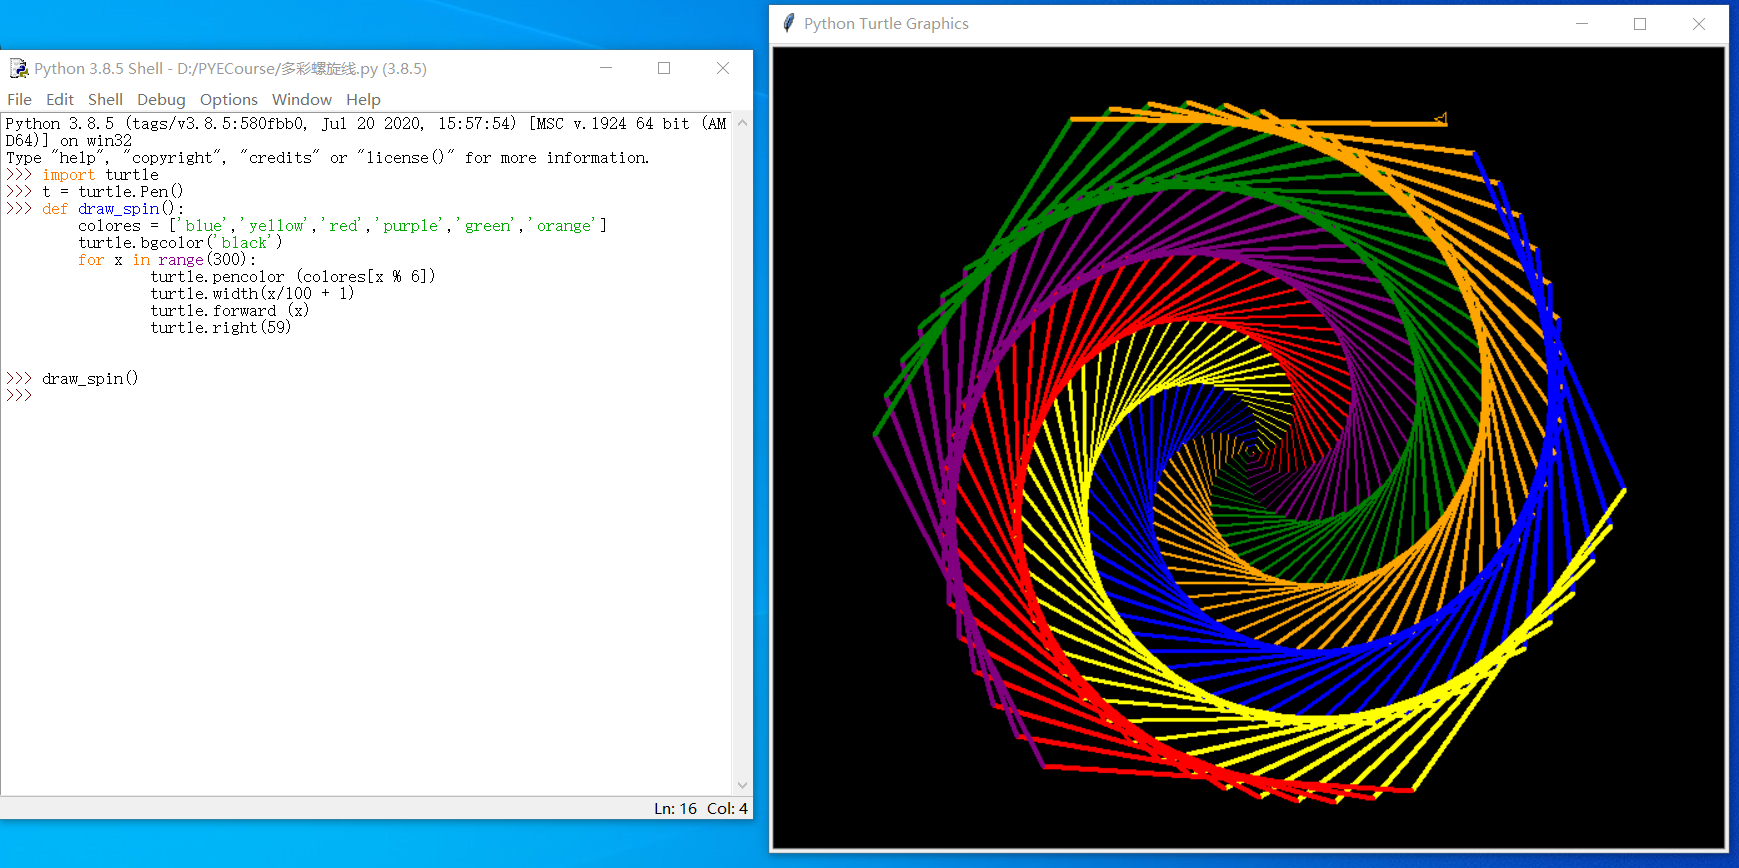 Python Turtle Graphics
Python 3.8.5 Shell - D:/PYECourse/多彩螺旋线.py (3.8.5)
File Edit Shell Debug Options Window Help
Python 3.8.5 (tags/v3.8.5:580fbb0, Jul 20 2020, 15:57:54) [MSC v.1924 64 bit (AM
D64)] on win32
Type "help", "copyright", "credits" or "license()" for more information.
>>> import turtle
>>> t = turtle.Pen()
>>> def draw_spin():
        colores = ['blue','yellow','red','purple','green','orange']
        turtle.bgcolor('black')
        for x in range(300):
                turtle.pencolor (colores[x % 6])
                turtle.width(x/100 + 1)
                turtle.forward (x)
                turtle.right(59)
>>> draw_spin()
>>>
Ln: 16 Col: 4